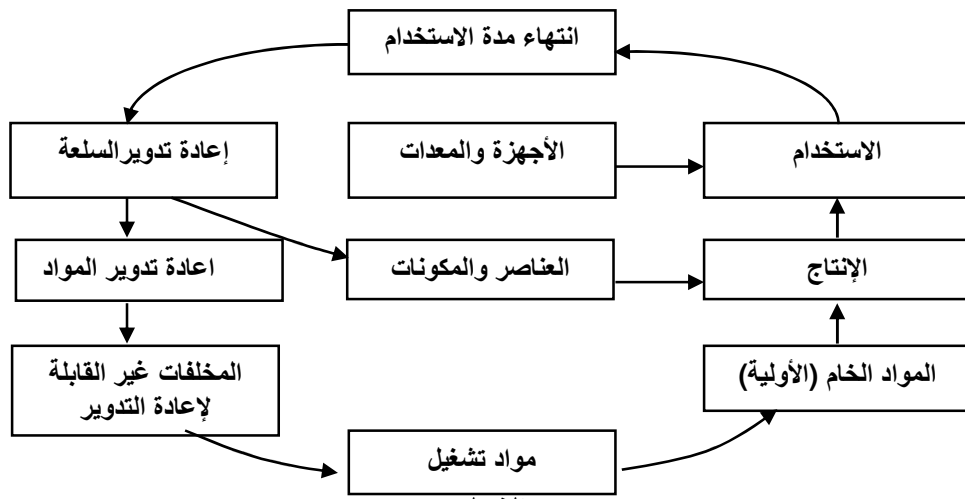 انتهاء مدة الاستخدام
الاستخدام
الأجهزة والمعدات
إعادة تدويرالسلعة
الإنتاج
العناصر والمكونات
اعادة تدوير المواد
المواد الخام (الأولية)
المخلفات غير القابلة
لإعادة التدوير
مواد تشغيل